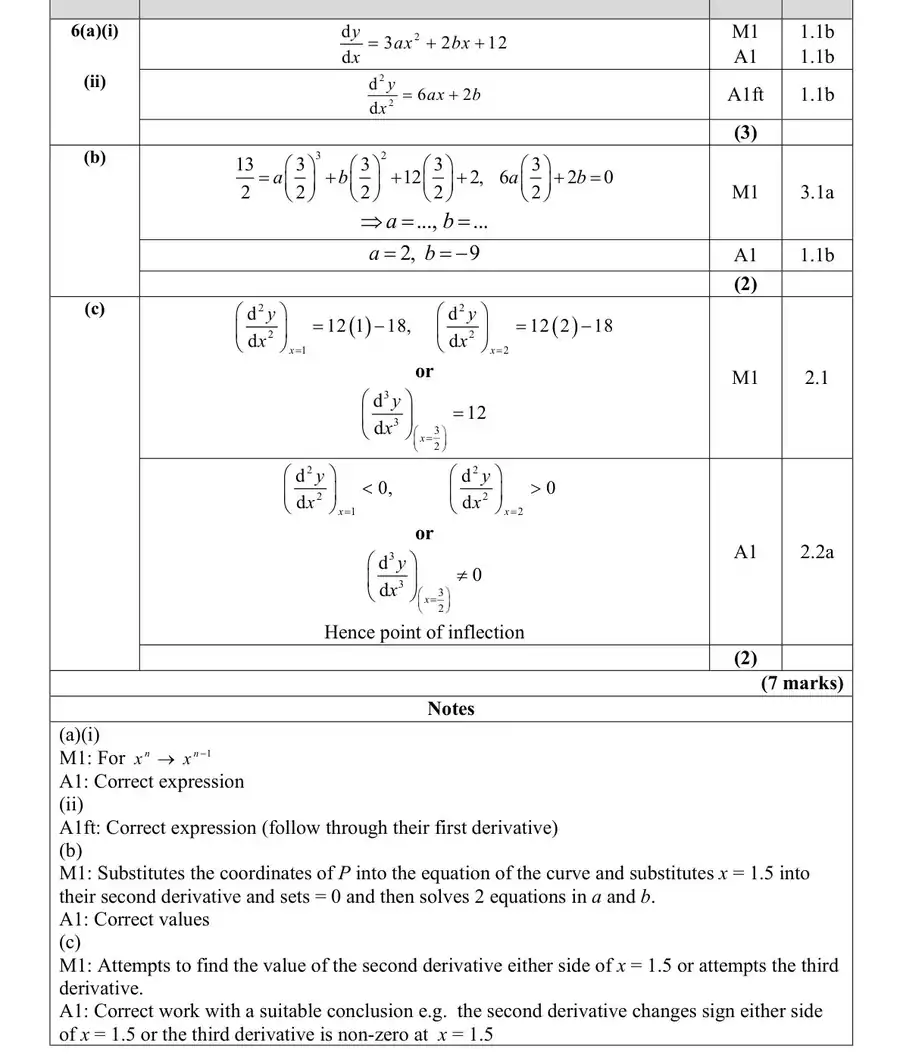 6(a)(i) dy/dx = 3ax² + 2bx + 12 M1 1.1b
A1 1.1b
(ii) d²y/dx² = 6ax + 2b A1ft 1.1b
(3)
(b) 13/2 = a(3/2)³ + b(3/2)² + 12(3/2) + 2, 6a(3/2) + 2b = 0 M1 3.1a
⇒ a = ..., b = ...
a = 2, b = −9 A1 1.1b
(2)
(c) (d²y/dx²)ₓ₌₁ = 12(1) − 18, (d²y/dx²)ₓ₌₂ = 12(2) − 18 M1 2.1
or
(d³y/dx³)(x=3/2) = 12
(d²y/dx²)ₓ₌₁ < 0, (d²y/dx²)ₓ₌₂ > 0 A1 2.2a
or
(d³y/dx³)(x=3/2) ≠ 0
Hence point of inflection
(2)
(7 marks)
Notes
(a)(i)
M1: For xⁿ → xⁿ⁻¹
A1: Correct expression
(ii)
A1ft: Correct expression (follow through their first derivative)
(b)
M1: Substitutes the coordinates of P into the equation of the curve and substitutes x = 1.5 into
their second derivative and sets = 0 and then solves 2 equations in a and b.
A1: Correct values
(c)
M1: Attempts to find the value of the second derivative either side of x = 1.5 or attempts the third
derivative.
A1: Correct work with a suitable conclusion e.g. the second derivative changes sign either side
of x = 1.5 or the third derivative is non-zero at x = 1.5